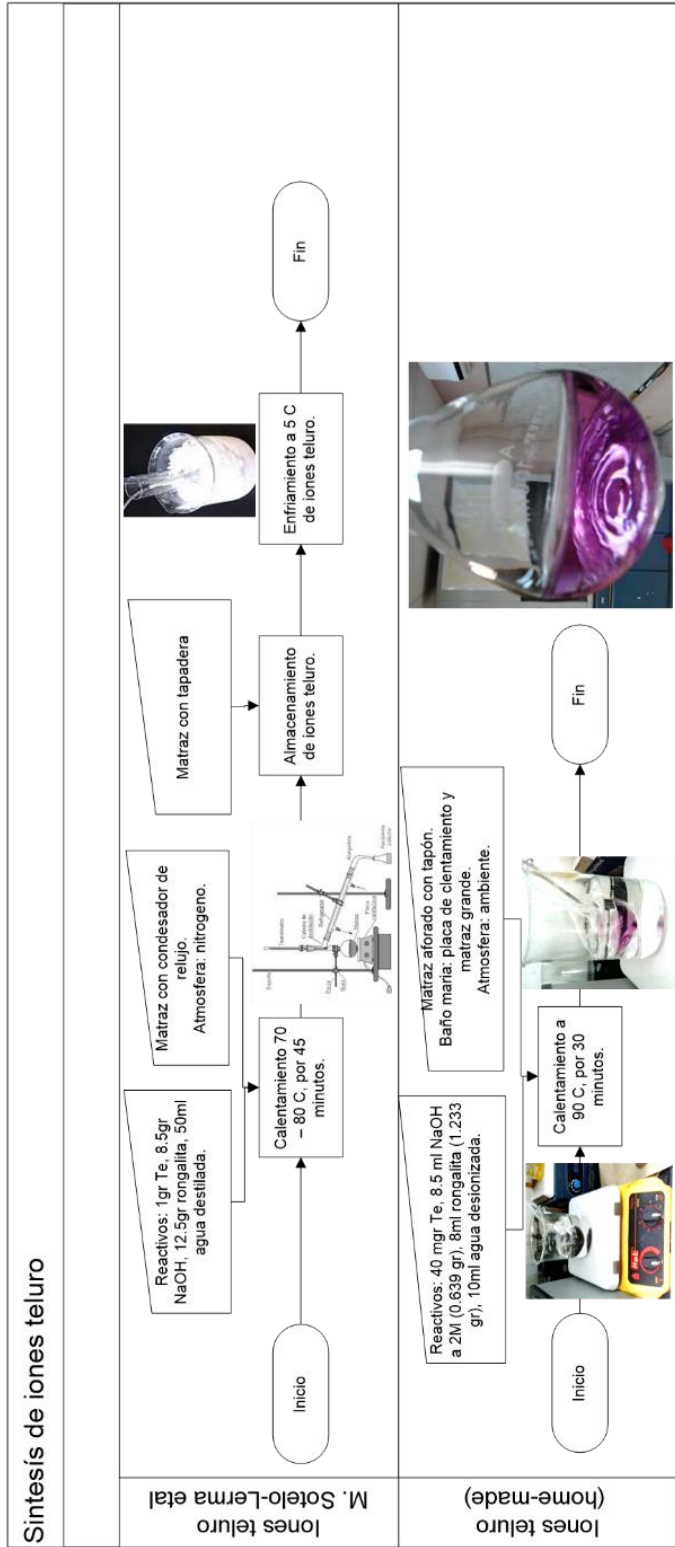 Sintesís de iones teluro
Iones teluro
M. Sotelo-Lerma etal
Inicio
Reactivos: 1gr Te, 8.5gr
NaOH, 12.5gr rongalita, 50ml
agua destilada.
Matraz con condesador de
relujo.
Atmosfera: nitrogeno.
Calentamiento 70
– 80 C, por 45
minutos.
Matraz con tapadera
Almacenamiento
de iones teluro.
Enfriamiento a 5 C
de iones teluro.
Fin
Iones teluro
(home-made)
Inicio
Reactivos: 40 mgr Te, 8.5 ml NaOH
a 2M (0.639 gr), 8ml rongalita (1.233
gr), 10ml agua desionizada.
Matraz aforado con tapón.
Baño maria: placa de clentamiento y
matraz grande.
Atmosfera: ambiente.
Calentamiento a
90 C, por 30
minutos.
Fin